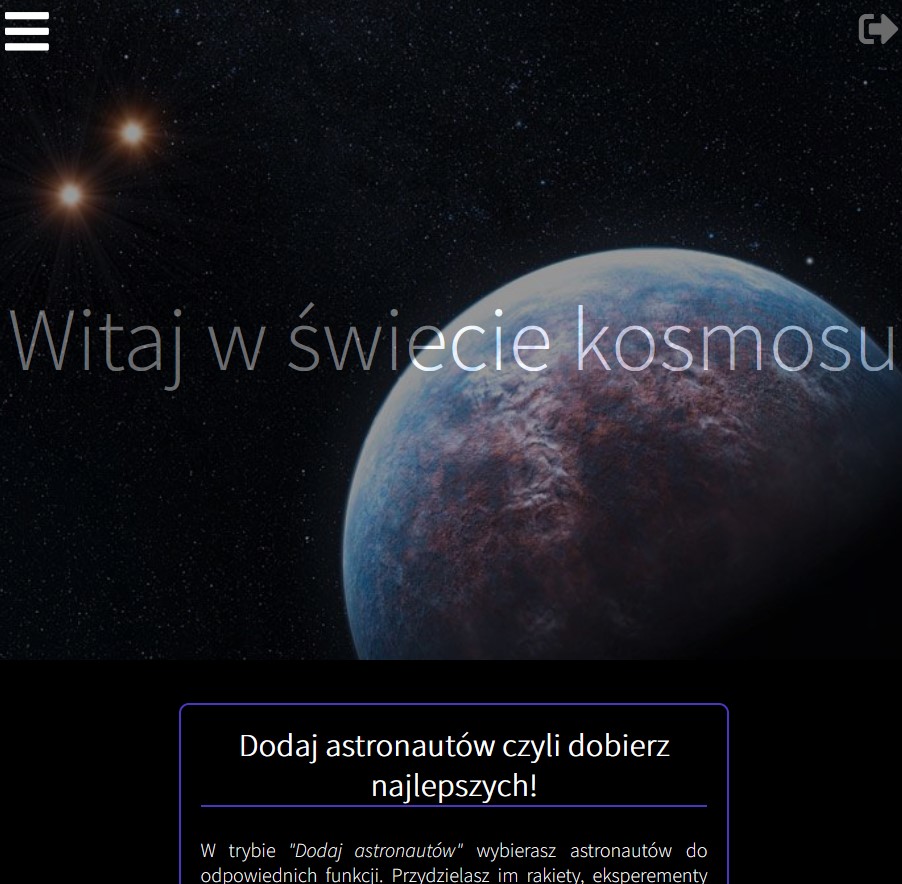 Witaj w świecie kosmosu
Dodaj astronautów czyli dobierz
najlepszych!
W trybie "Dodaj astronautów" wybierasz astronautów do
odpowiednich funkcji. Przydzielasz im rakiety, eksperementy